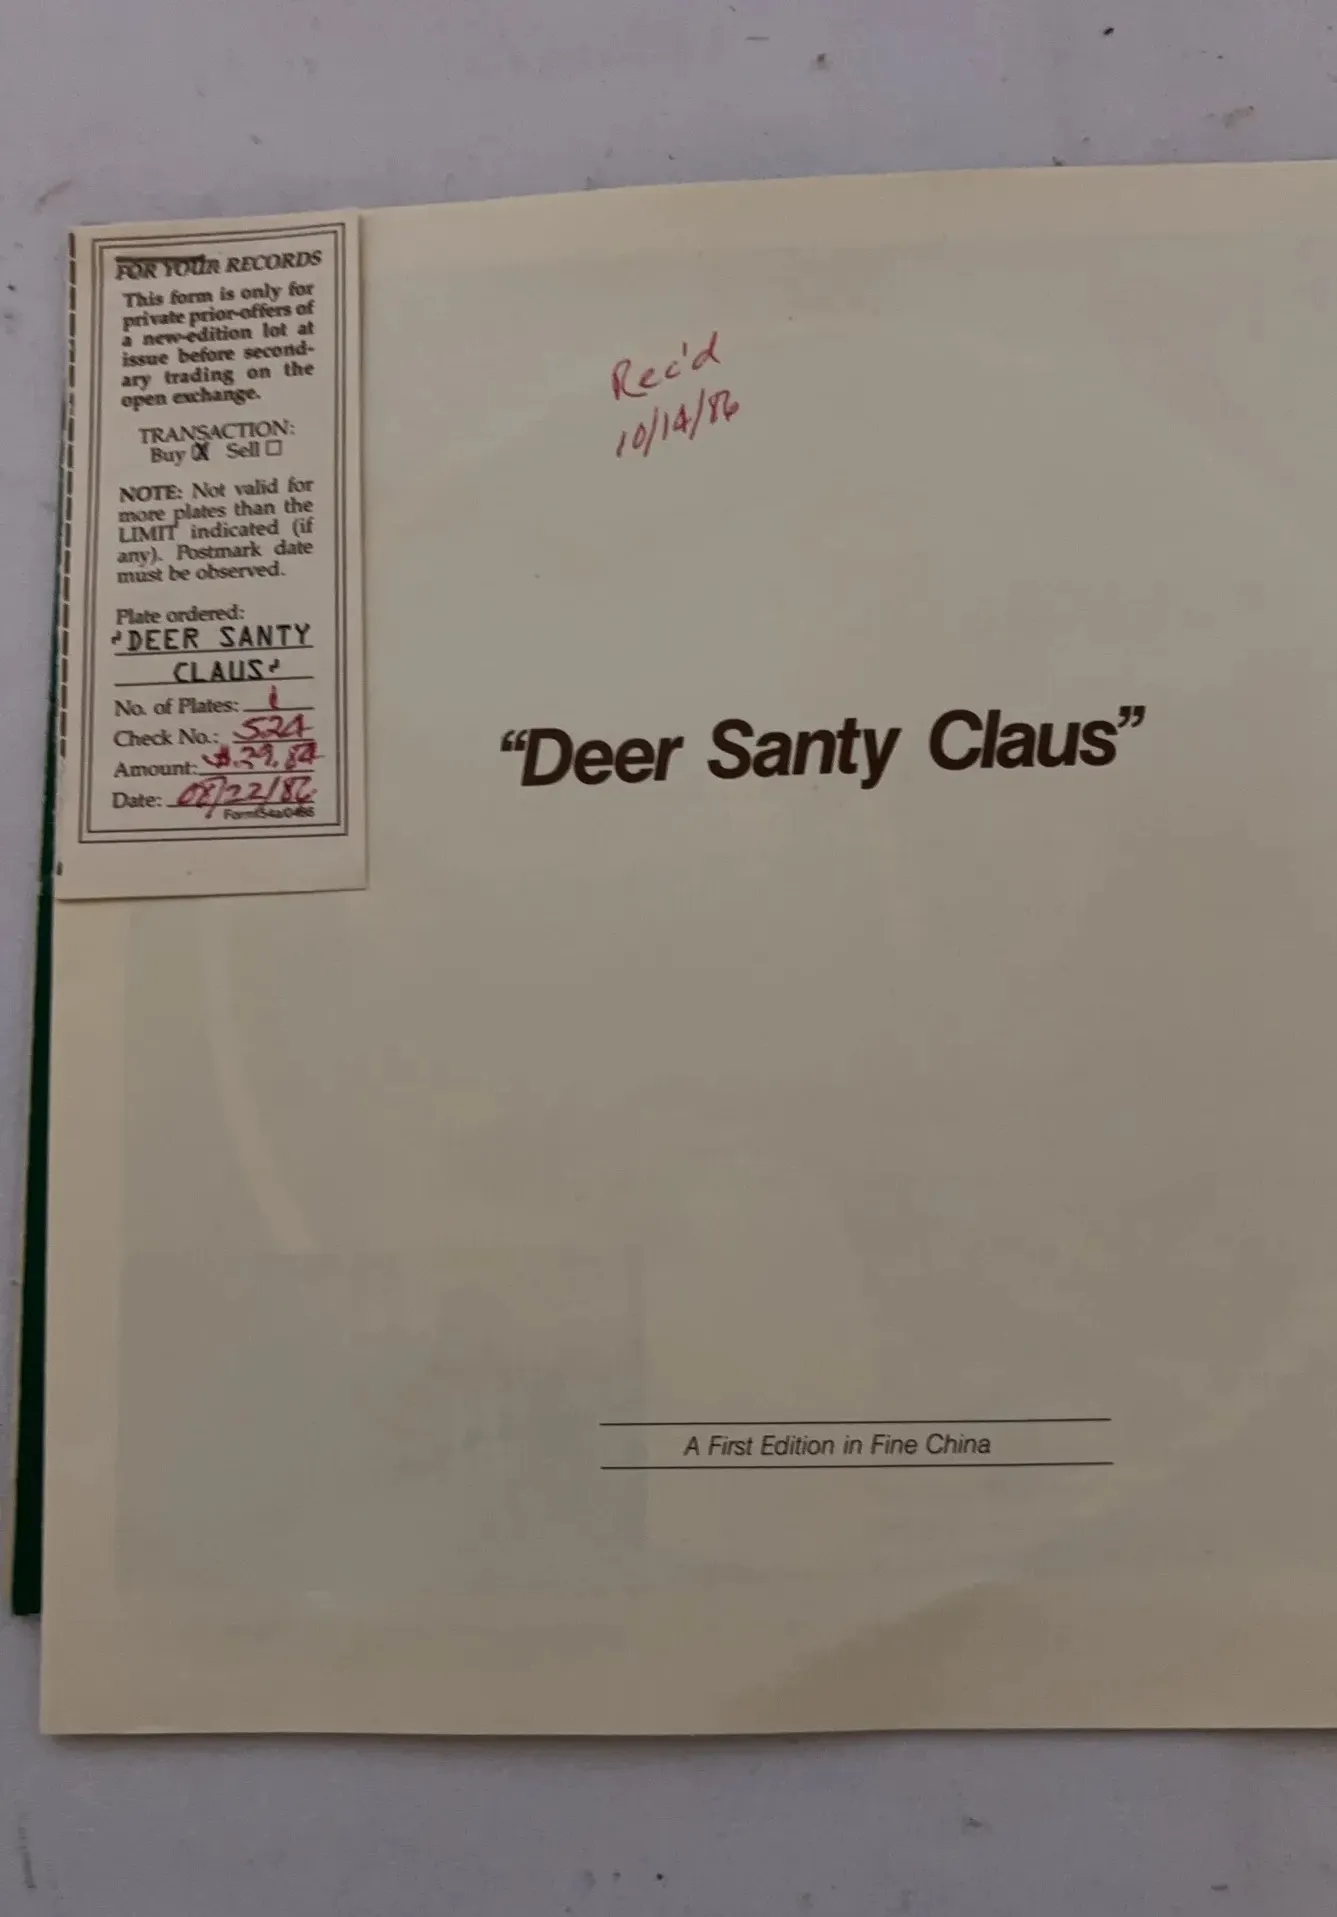 FOR YOUR RECORDS
This form is only for
private prior-offers of
a new-edition lot at
issue before second-
ary trading on the
open exchange.
TRANSACTION:
Buy ☒ Sell ☐
NOTE: Not valid for
more plates than the
LIMIT indicated (if
any). Postmark date
must be observed.
Plate ordered:
"DEER SANTY
CLAUS"
No. of Plates: 1
Check No.: 524
Amount: $29.84
Date: 08/22/86
Rec'd
10/14/86
“Deer Santy Claus”
A First Edition in Fine China